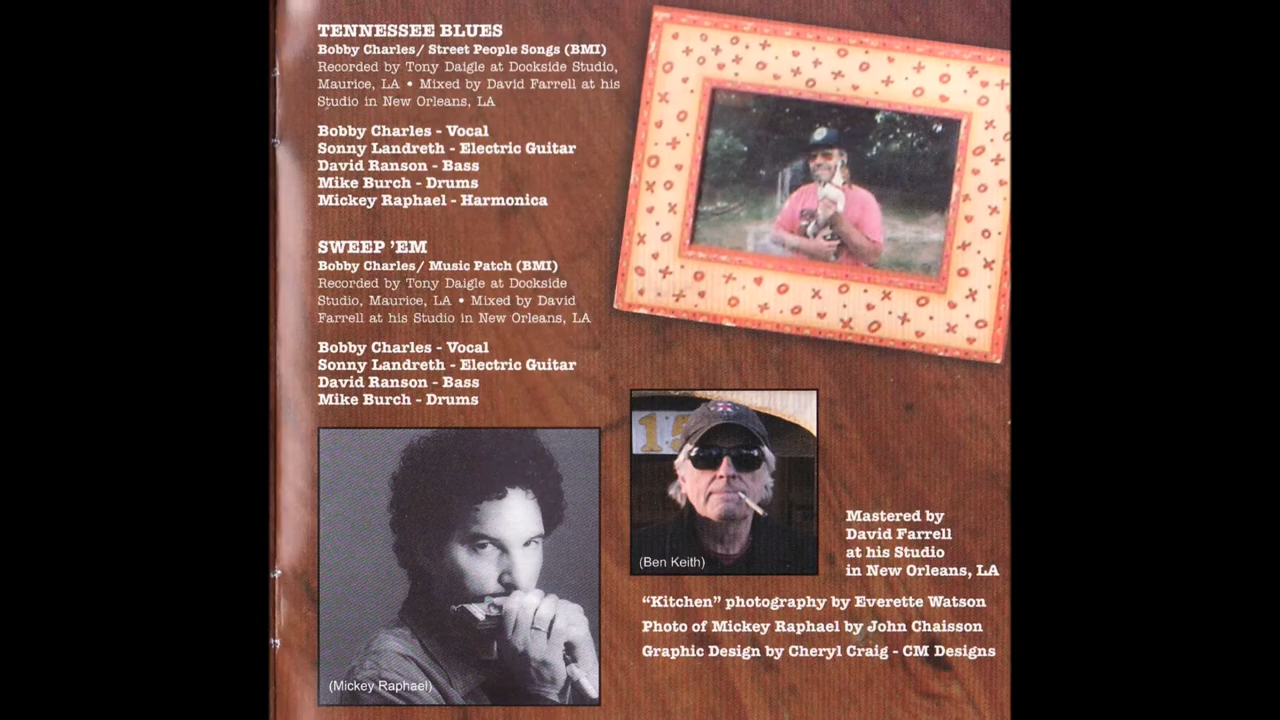 TENNESSEE BLUES
Bobby Charles/ Street People Songs (BMI)
Recorded by Tony Daigle at Dockside Studio,
Maurice, LA • Mixed by David Farrell at his
Studio in New Orleans, LA
Bobby Charles - Vocal
Sonny Landreth - Electric Guitar
David Ranson - Bass
Mike Burch - Drums
Mickey Raphael - Harmonica
SWEEP ’EM
Bobby Charles/ Music Patch (BMI)
Recorded by Tony Daigle at Dockside
Studio, Maurice, LA • Mixed by David
Farrell at his Studio in New Orleans, LA
Bobby Charles - Vocal
Sonny Landreth - Electric Guitar
David Ranson - Bass
Mike Burch - Drums
(Mickey Raphael)
15
(Ben Keith)
Mastered by
David Farrell
at his Studio
in New Orleans, LA
“Kitchen” photography by Everette Watson
Photo of Mickey Raphael by John Chaisson
Graphic Design by Cheryl Craig - CM Designs